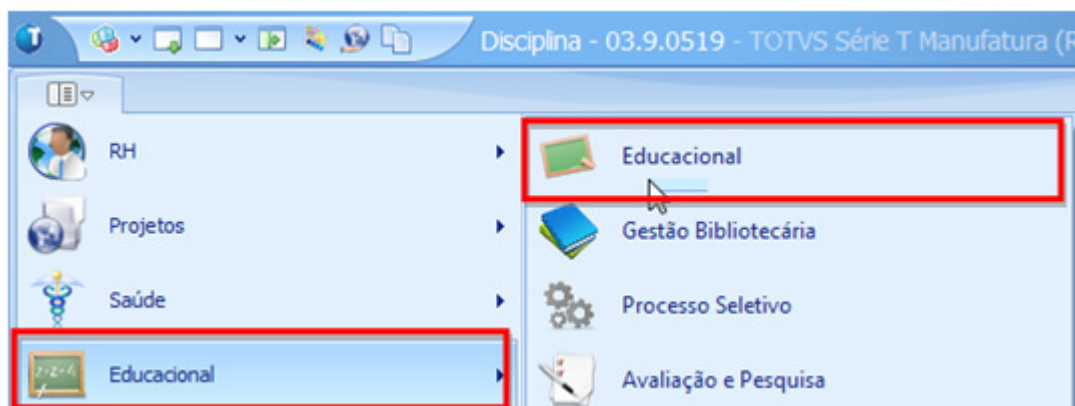 Disciplina - 03.9.0519 - TOTVS Série T Manufatura (R
RH
Projetos
Saúde
Educacional
Educacional
Gestão Bibliotecária
Processo Seletivo
Avaliação e Pesquisa